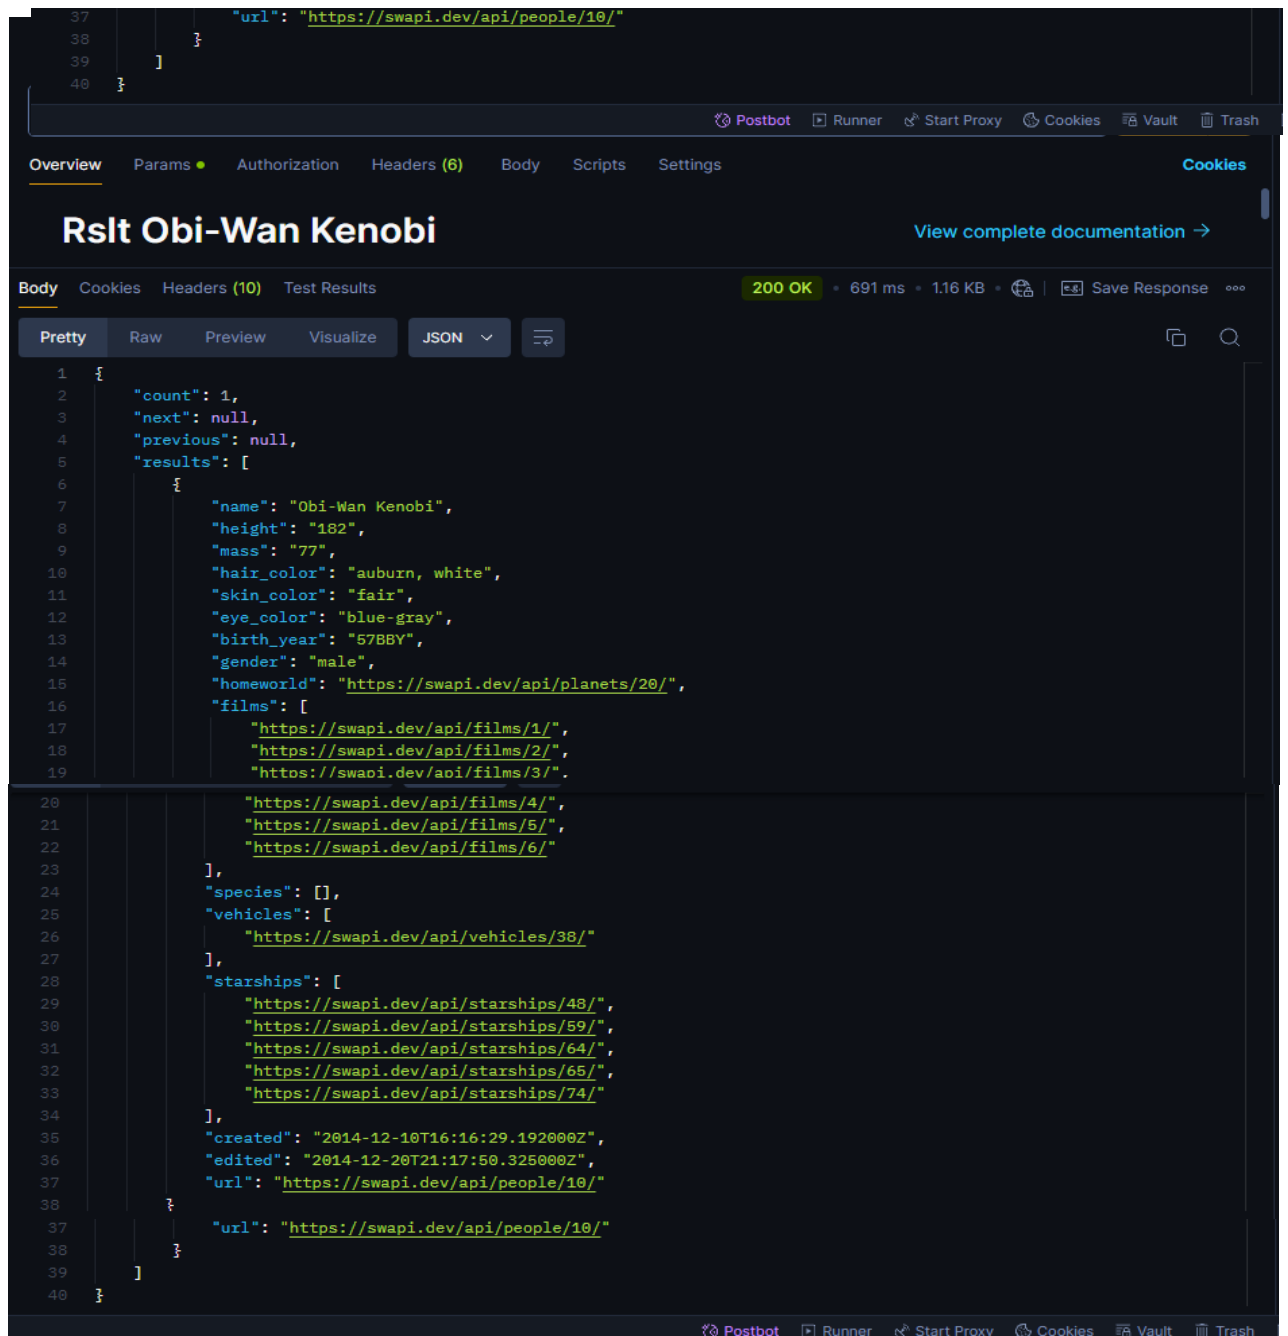 37 "url": "https://swapi.dev/api/people/10/"
38 }
39 ]
40 }
Postbot Runner Start Proxy Cookies Vault Trash
Overview Params Authorization Headers (6) Body Scripts Settings Cookies
Rslt Obi-Wan Kenobi View complete documentation →
Body Cookies Headers (10) Test Results 200 OK 691 ms 1.16 KB e.g. Save Response
Pretty Raw Preview Visualize JSON
1 {
2 "count": 1,
3 "next": null,
4 "previous": null,
5 "results": [
6 {
7 "name": "Obi-Wan Kenobi",
8 "height": "182",
9 "mass": "77",
10 "hair_color": "auburn, white",
11 "skin_color": "fair",
12 "eye_color": "blue-gray",
13 "birth_year": "57BBY",
14 "gender": "male",
15 "homeworld": "https://swapi.dev/api/planets/20/",
16 "films": [
17 "https://swapi.dev/api/films/1/",
18 "https://swapi.dev/api/films/2/",
19 "https://swapi.dev/api/films/3/",
20 "https://swapi.dev/api/films/4/",
21 "https://swapi.dev/api/films/5/",
22 "https://swapi.dev/api/films/6/"
23 ],
24 "species": [],
25 "vehicles": [
26 "https://swapi.dev/api/vehicles/38/"
27 ],
28 "starships": [
29 "https://swapi.dev/api/starships/48/",
30 "https://swapi.dev/api/starships/59/",
31 "https://swapi.dev/api/starships/64/",
32 "https://swapi.dev/api/starships/65/",
33 "https://swapi.dev/api/starships/74/"
34 ],
35 "created": "2014-12-10T16:16:29.192000Z",
36 "edited": "2014-12-20T21:17:50.325000Z",
37 "url": "https://swapi.dev/api/people/10/"
38 }
37 "url": "https://swapi.dev/api/people/10/"
38 }
39 ]
40 }
Postbot Runner Start Proxy Cookies Vault Trash